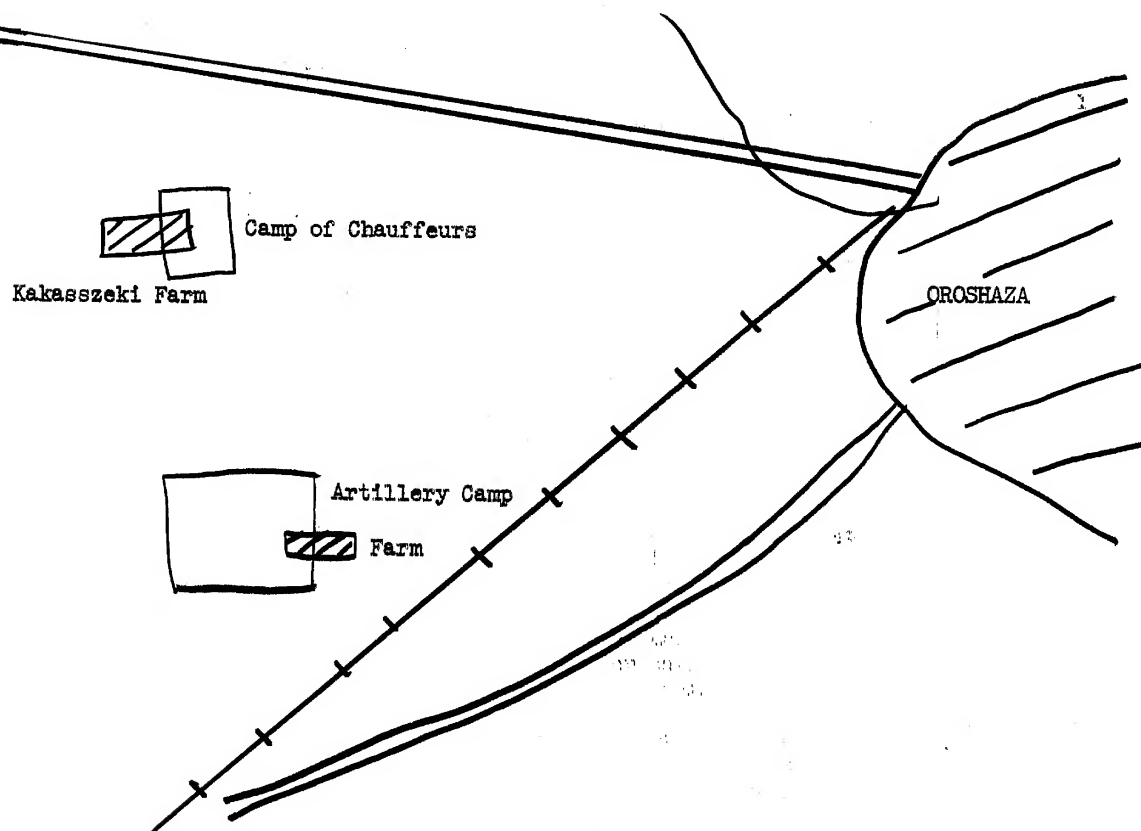 Camp of Chauffeurs
Kakasszeki Farm
OROSHAZA
Artillery Camp
Farm